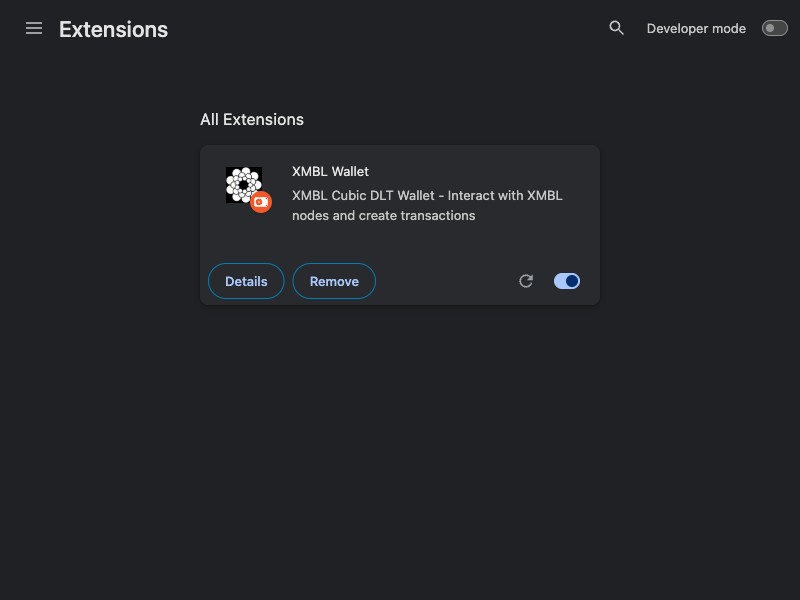 Extensions
Developer mode
All Extensions
XMBL Wallet
XMBL Cubic DLT Wallet - Interact with XMBL
nodes and create transactions
Details
Remove